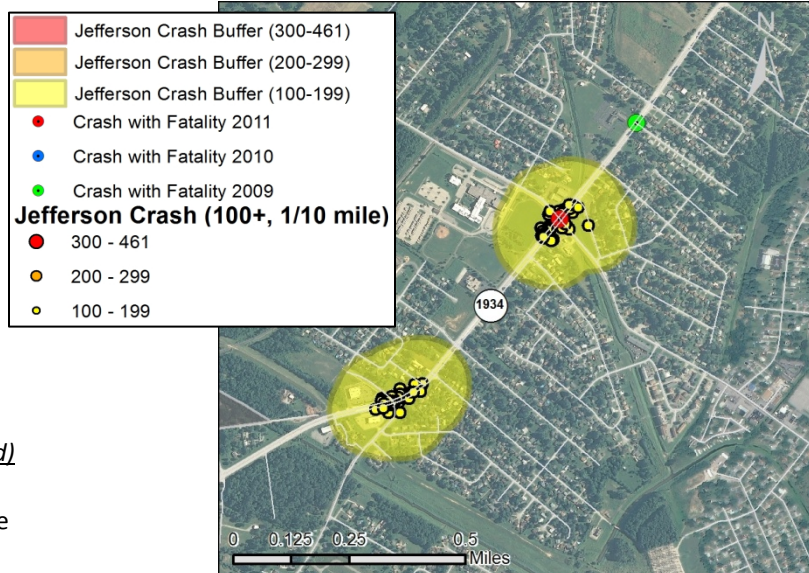 Jefferson Crash Buffer (300-461)
Jefferson Crash Buffer (200-299)
Jefferson Crash Buffer (100-199)
Crash with Fatality 2011
Crash with Fatality 2010
Crash with Fatality 2009
Jefferson Crash (100+, 1/10 mile)
300 - 461
200 - 299
100 - 199
N
1934
d)
e
0 0.125 0.25 0.5
Miles